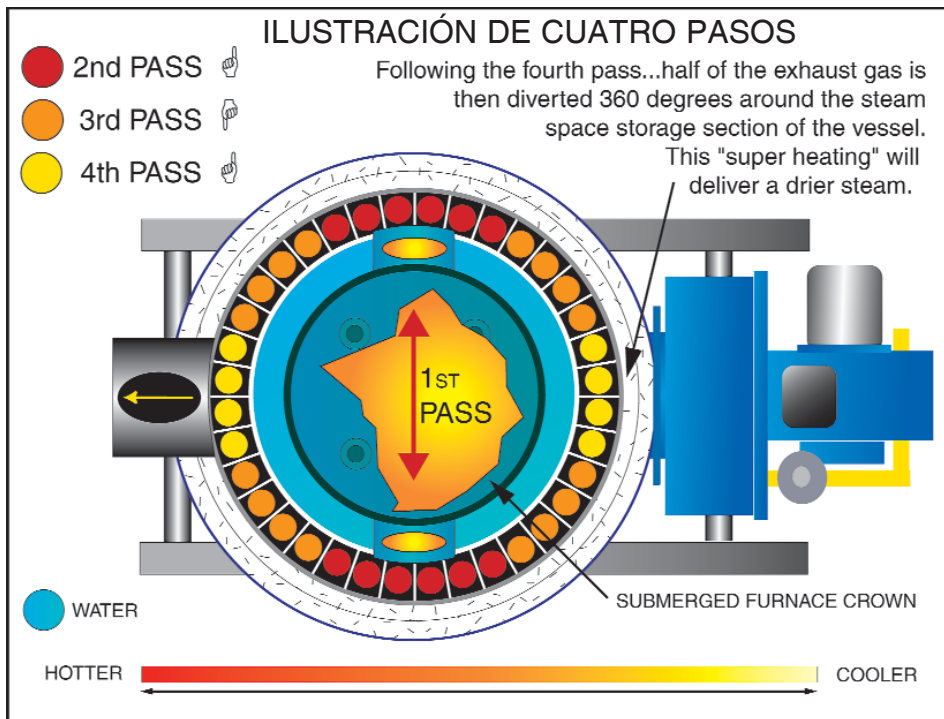 ILUSTRACIÓN DE CUATRO PASOS
2nd PASS
3rd PASS
4th PASS
Following the fourth pass...half of the exhaust gas is
then diverted 360 degrees around the steam
space storage section of the vessel.
This "super heating" will
deliver a drier steam.
1ST
PASS
SUBMERGED FURNACE CROWN
WATER
HOTTER
COOLER